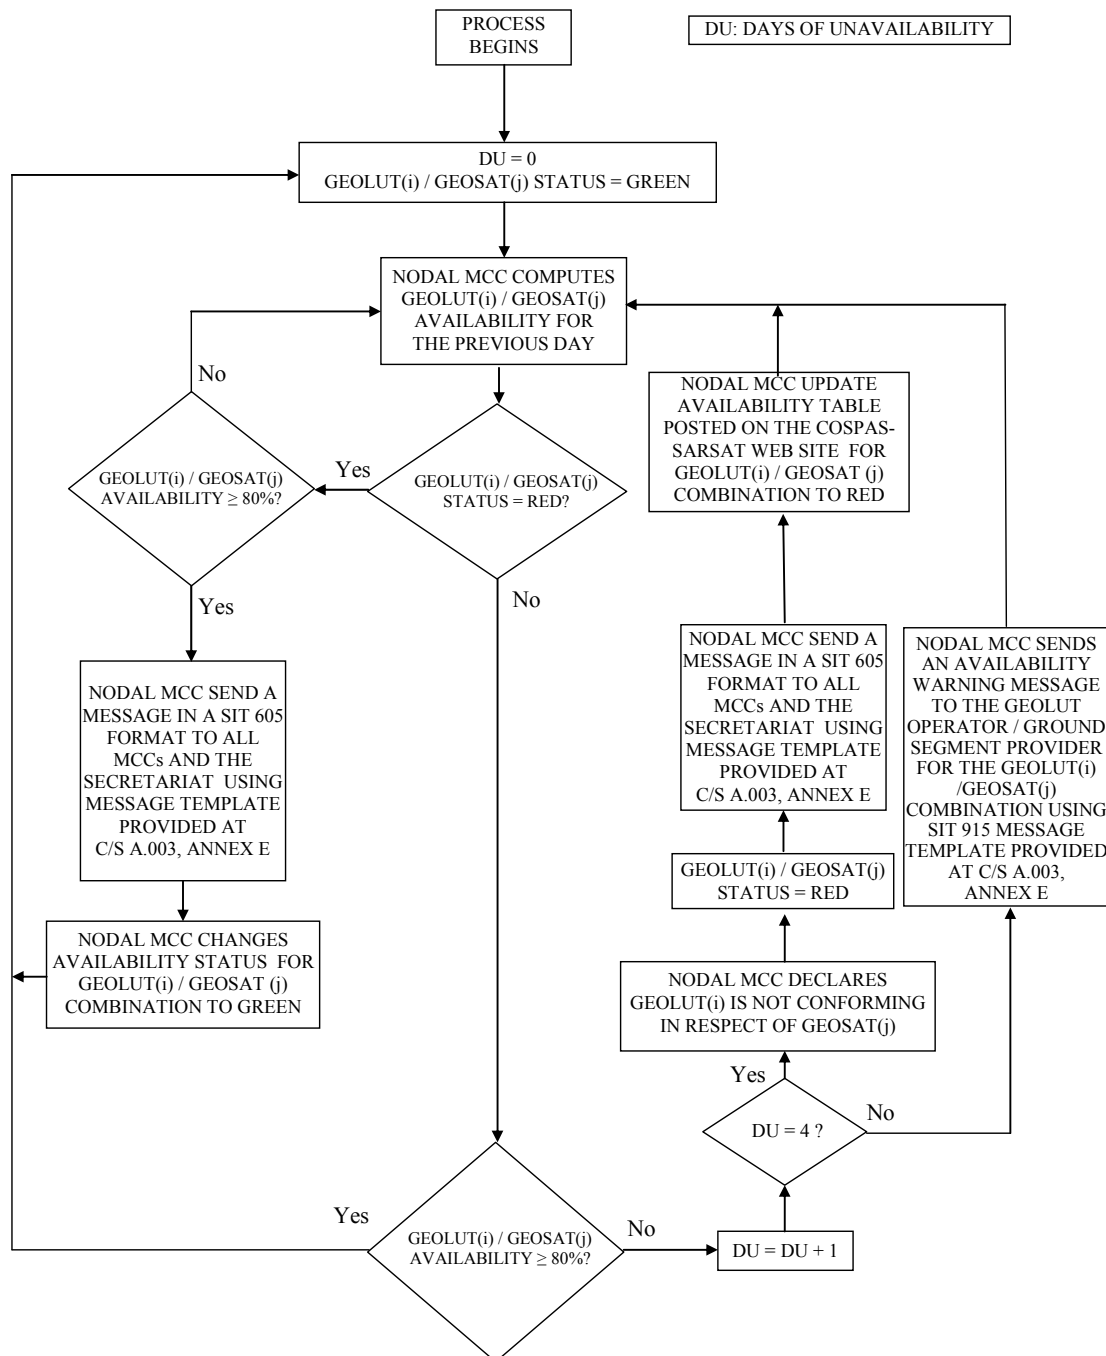 PROCESS
BEGINS
DU: DAYS OF UNAVAILABILITY
DU = 0
GEOLUT(i) / GEOSAT(j) STATUS = GREEN
NODAL MCC COMPUTES
GEOLUT(i) / GEOSAT(j)
AVAILABILITY FOR
THE PREVIOUS DAY
No
GEOLUT(i) / GEOSAT(j)
AVAILABILITY ≥ 80%?
Yes
GEOLUT(i) / GEOSAT(j)
STATUS = RED?
NODAL MCC UPDATE
AVAILABILITY TABLE
POSTED ON THE COSPAS-
SARSAT WEB SITE FOR
GEOLUT(i) / GEOSAT (j)
COMBINATION TO RED
Yes
No
NODAL MCC SEND A
MESSAGE IN A SIT 605
FORMAT TO ALL
MCCs AND THE
SECRETARIAT USING
MESSAGE TEMPLATE
PROVIDED AT
C/S A.003, ANNEX E
NODAL MCC SEND A
MESSAGE IN A SIT 605
FORMAT TO ALL
MCCs AND THE
SECRETARIAT USING
MESSAGE TEMPLATE
PROVIDED AT
C/S A.003, ANNEX E
NODAL MCC SENDS
AN AVAILABILITY
WARNING MESSAGE
TO THE GEOLUT
OPERATOR / GROUND
SEGMENT PROVIDER
FOR THE GEOLUT(i)
/GEOSAT(j)
COMBINATION USING
SIT 915 MESSAGE
TEMPLATE PROVIDED
AT C/S A.003,
ANNEX E
GEOLUT(i) / GEOSAT(j)
STATUS = RED
NODAL MCC CHANGES
AVAILABILITY STATUS FOR
GEOLUT(i) / GEOSAT (j)
COMBINATION TO GREEN
NODAL MCC DECLARES
GEOLUT(i) IS NOT CONFORMING
IN RESPECT OF GEOSAT(j)
Yes
No
DU = 4 ?
Yes
GEOLUT(i) / GEOSAT(j)
AVAILABILITY ≥ 80%?
No
DU = DU + 1